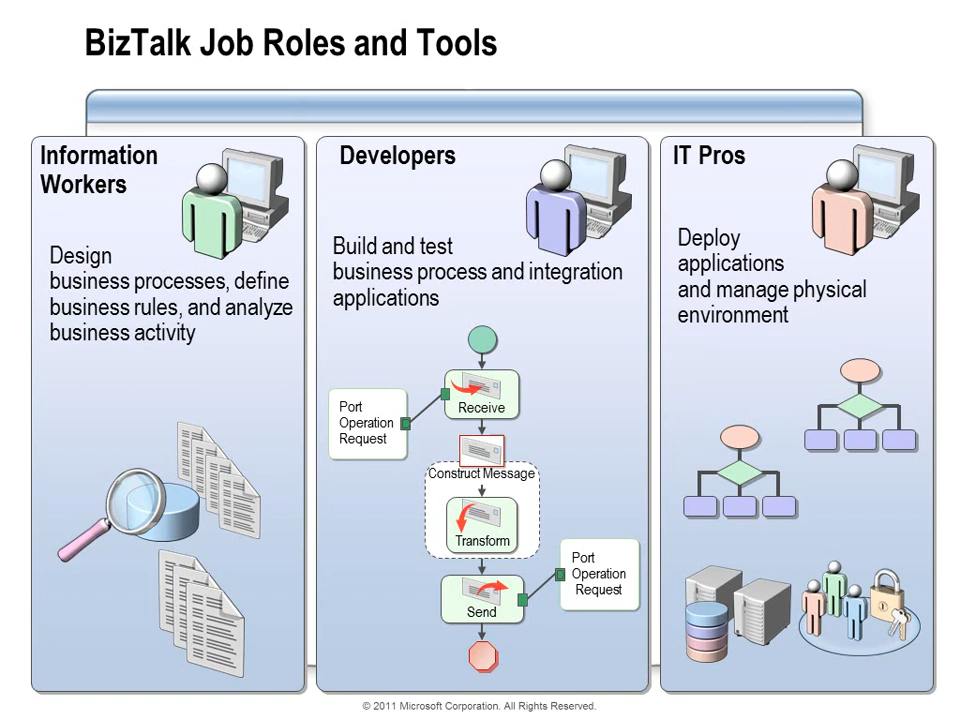 BizTalk Job Roles and Tools
Information
Workers
Design
business processes, define
business rules, and analyze
business activity
Developers
Build and test
business process and integration
applications
Port
Operation
Request
Receive
Construct Message
Transform
Port
Operation
Request
Send
IT Pros
Deploy
applications
and manage physical
environment
© 2011 Microsoft Corporation. All Rights Reserved.